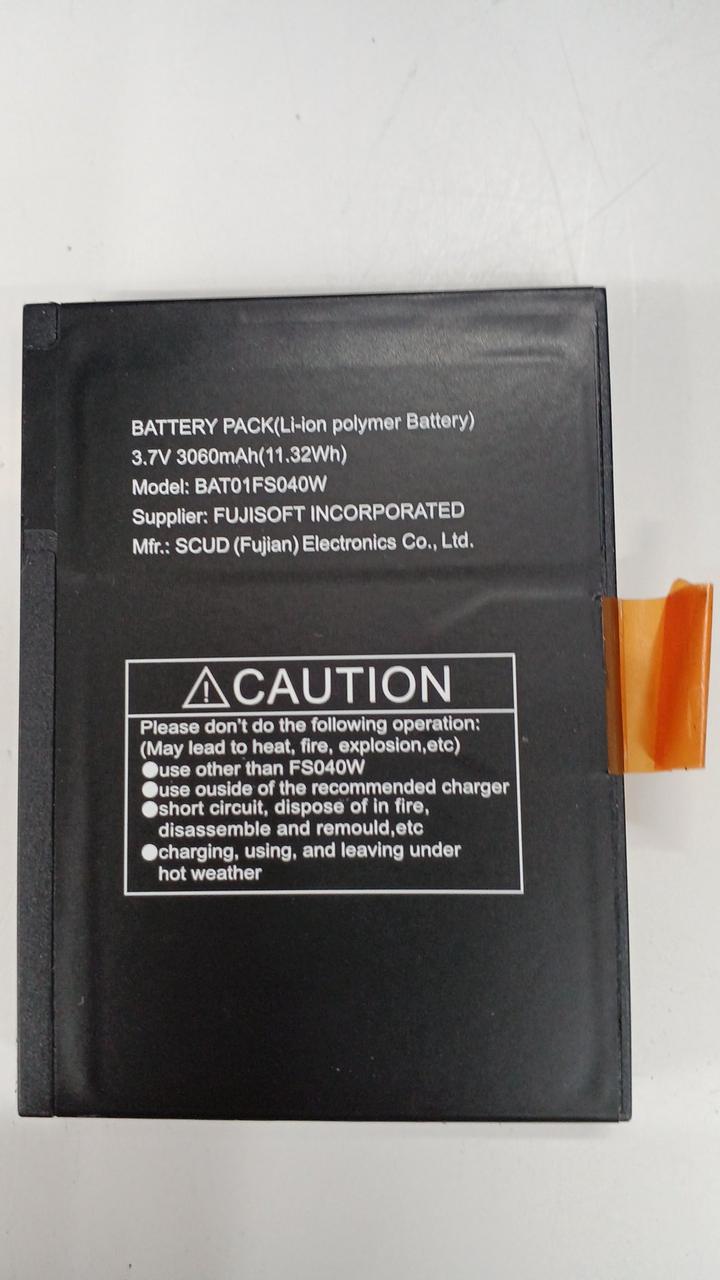 BATTERY PACK(Li-ion polymer Battery)
3.7V 3060mAh(11.32Wh)
Model: BAT01FS040W
Supplier: FUJISOFT INCORPORATED
Mfr.: SCUD (Fujian) Electronics Co., Ltd.
⚠CAUTION
Please don't do the following operation:
(May lead to heat, fire, explosion,etc)
●use other than FS040W
●use ouside of the recommended charger
●short circuit, dispose of in fire,
disassemble and remould,etc
●charging, using, and leaving under
hot weather